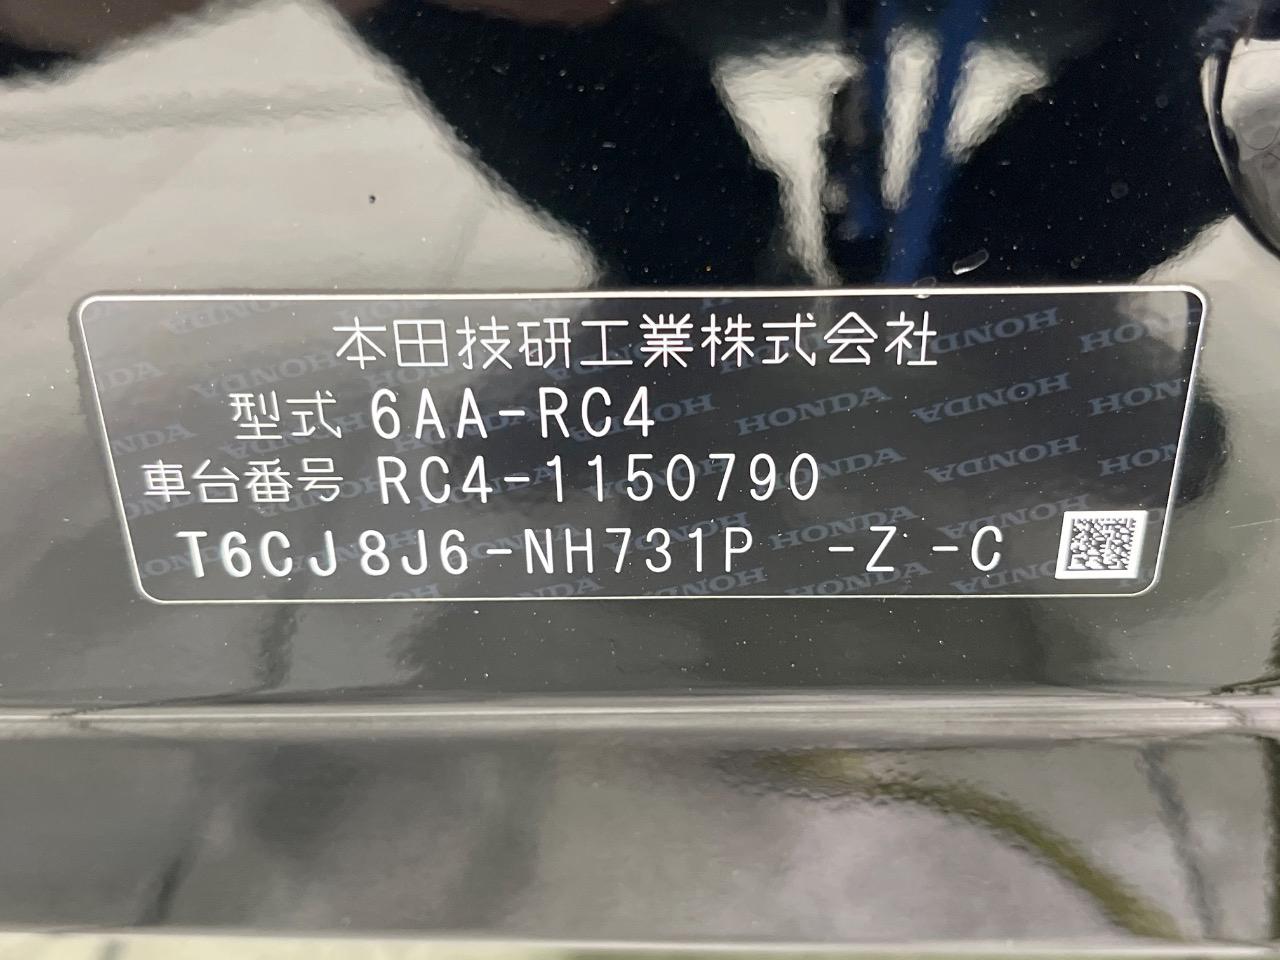 本田技研工業株式会社
型式 6AA-RC4
車台番号 RC4-1150790
T6CJ8J6-NH731P -Z -C